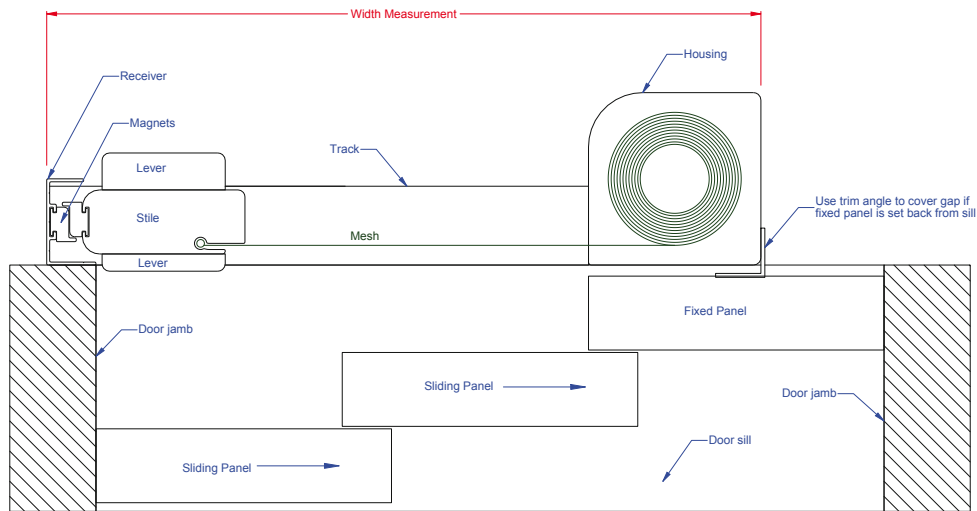 Width Measurement
Receiver
Housing
Magnets
Track
Lever
Use trim angle to cover gap if
fixed panel is set back from sill
Stile
Mesh
Lever
Fixed Panel
Door jamb
Sliding Panel
Door jamb
Door sill
Sliding Panel